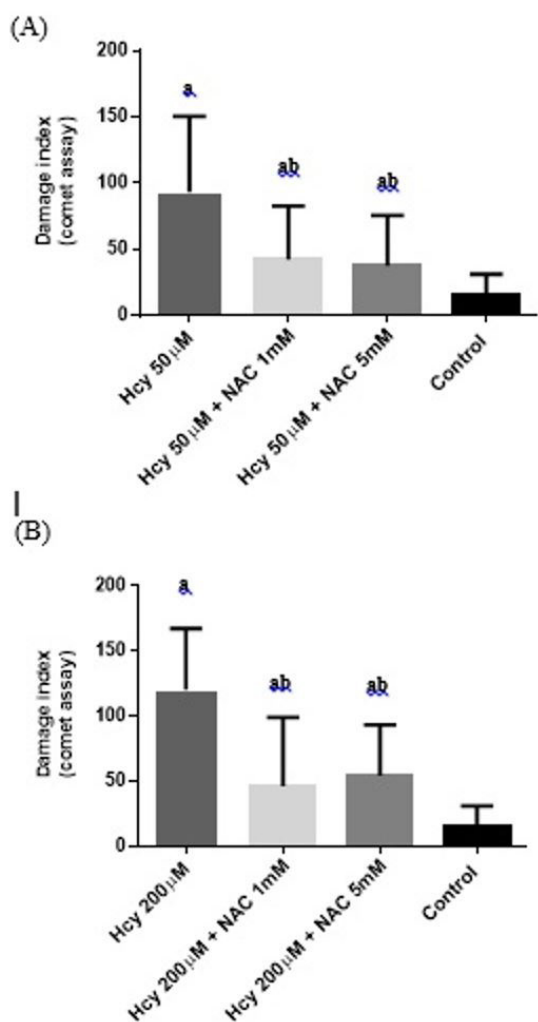 (A)
200
150
100
50
0
Damage index
(comet assay)
a
ab
ab
Hcy 50μM
Hcy 50μM + NAC 1mM
Hcy 50μM + NAC 5mM
Control
(B)
200
150
100
50
0
Damage index
(comet assay)
a
ab
ab
Hcy 200μM
Hcy 200μM + NAC 1mM
Hcy 200μM + NAC 5mM
Control